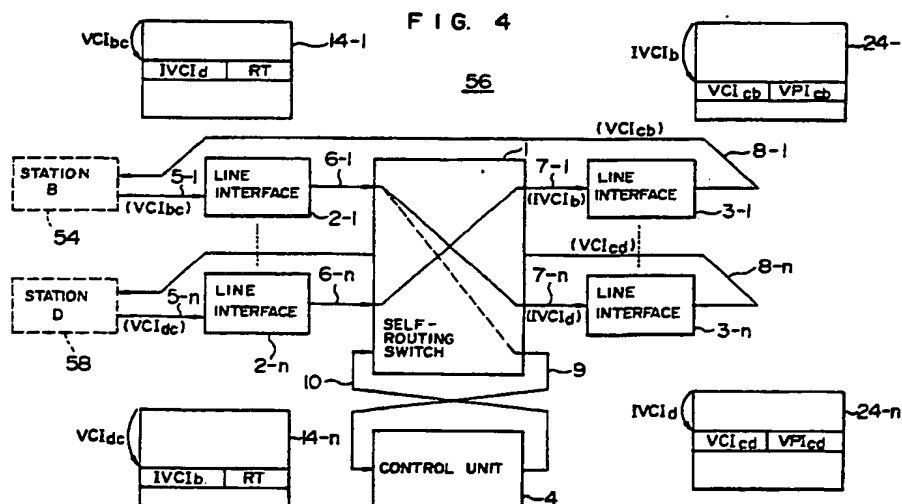 FIG. 4
VCIbc
14-1
IVCId RT
56
IVCIb
24-
VCIcb VPIcb
(VCIcb)
8-1
STATION B
5-1
(VCIbc)
54
LINE INTERFACE
2-1
6-1
1
7-1
(IVCIb)
LINE INTERFACE
3-1
(VCIcd)
8-n
STATION D
5-n
(VCIdc)
58
LINE INTERFACE
2-n
6-n
7-n
(IVCId)
LINE INTERFACE
3-n
SELF-
ROUTING
SWITCH
10
9
VCIdc
14-n
IVCIb. RT
CONTROL UNIT
4
IVCId
24-n
VCIcd VPIcd